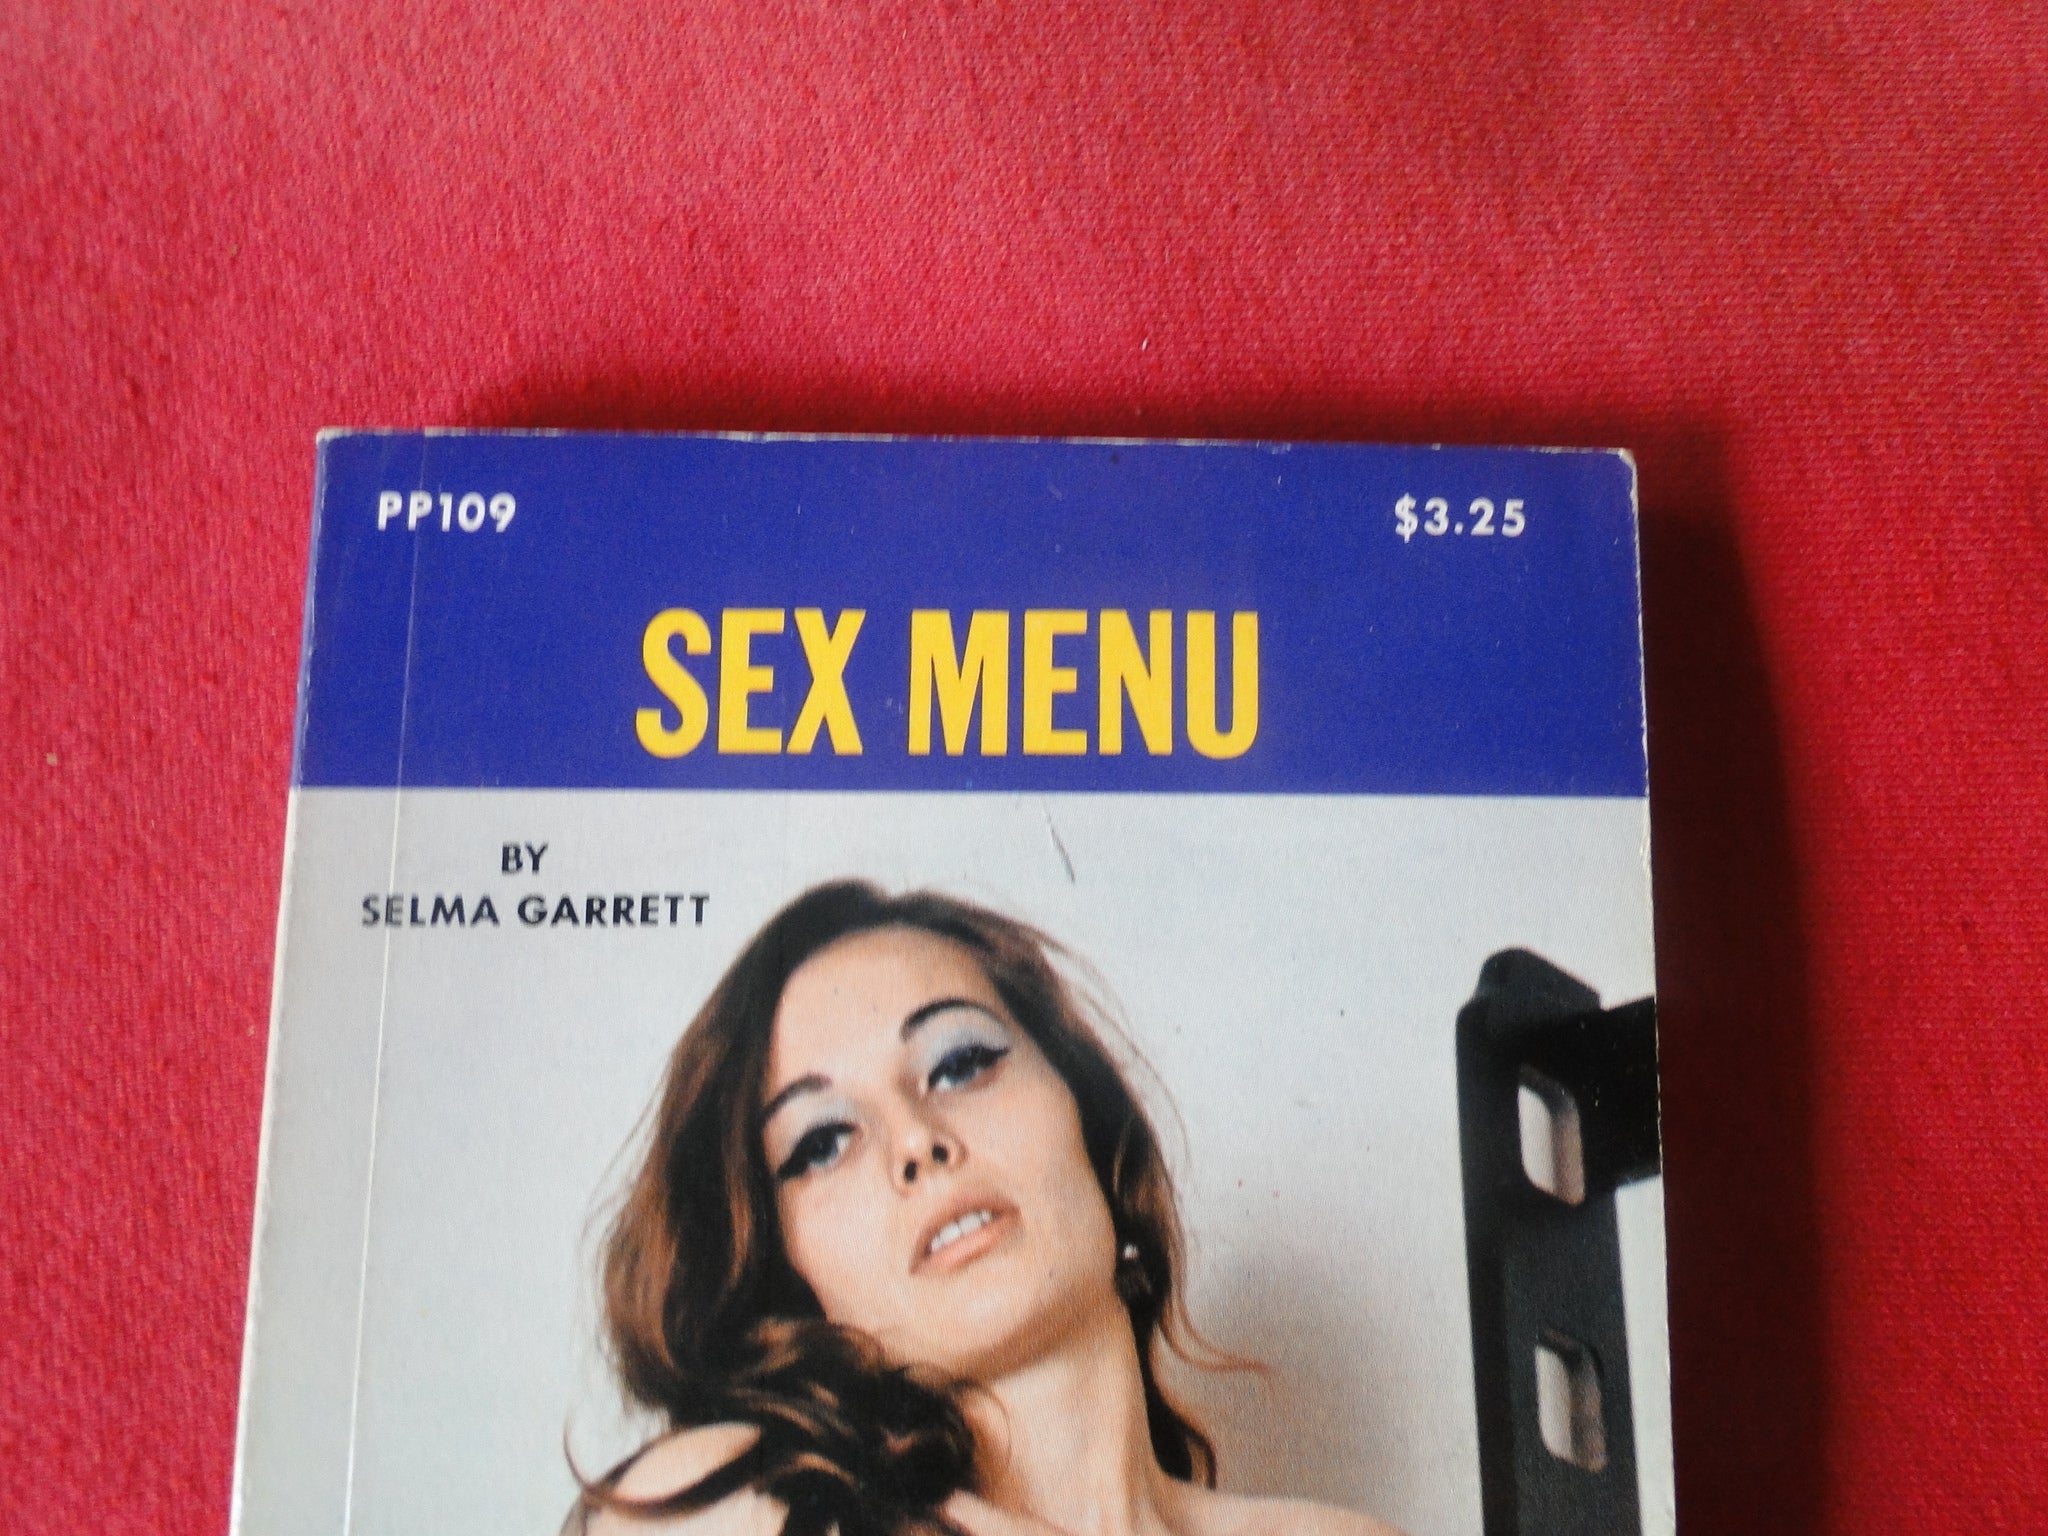 PP109
$3.25
SEX MENU
BY
SELMA GARRETT